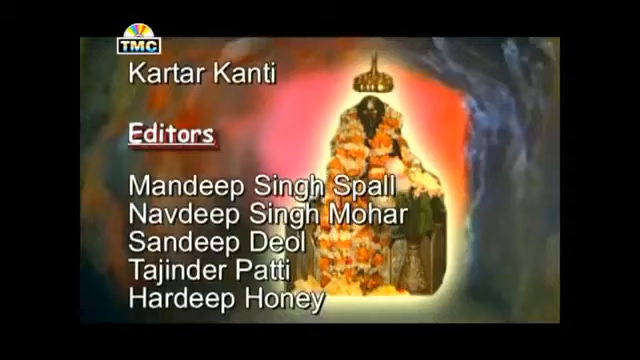 TMC
Kartar Kanti
Editors
Mandeep Singh Spall
Navdeep Singh Mohar
Sandeep Deol
Tajinder Patti
Hardeep Honey